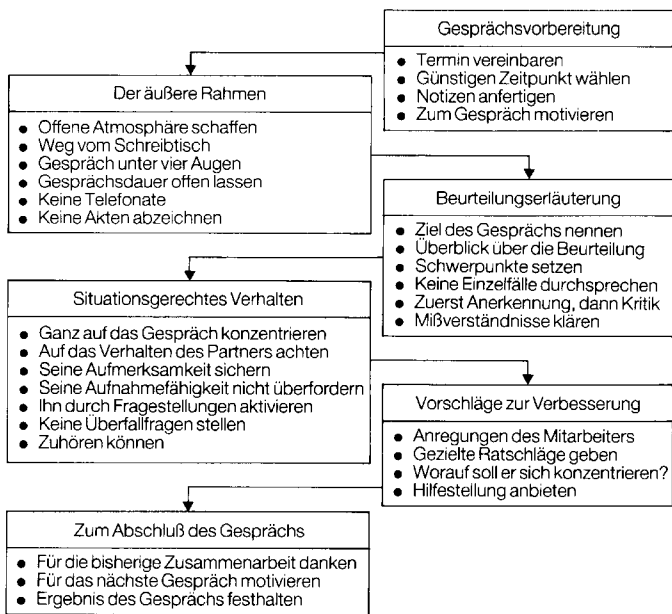 Gesprächsvorbereitung
● Termin vereinbaren
● Günstigen Zeitpunkt wählen
● Notizen anfertigen
● Zum Gespräch motivieren
Der äußere Rahmen
● Offene Atmosphäre schaffen
● Weg vom Schreibtisch
● Gespräch unter vier Augen
● Gesprächsdauer offen lassen
● Keine Telefonate
● Keine Akten abzeichnen
Beurteilungserläuterung
● Ziel des Gesprächs nennen
● Überblick über die Beurteilung
● Schwerpunkte setzen
● Keine Einzelfälle durchsprechen
● Zuerst Anerkennung, dann Kritik
● Mißverständnisse klären
Situationsgerechtes Verhalten
● Ganz auf das Gespräch konzentrieren
● Auf das Verhalten des Partners achten
● Seine Aufmerksamkeit sichern
● Seine Aufnahmefähigkeit nicht überfordern
● Ihn durch Fragestellungen aktivieren
● Keine Überfallfragen stellen
● Zuhören können
Vorschläge zur Verbesserung
● Anregungen des Mitarbeiters
● Gezielte Ratschläge geben
● Worauf soll er sich konzentrieren?
● Hilfestellung anbieten
Zum Abschluß des Gesprächs
● Für die bisherige Zusammenarbeit danken
● Für das nächste Gespräch motivieren
● Ergebnis des Gesprächs festhalten